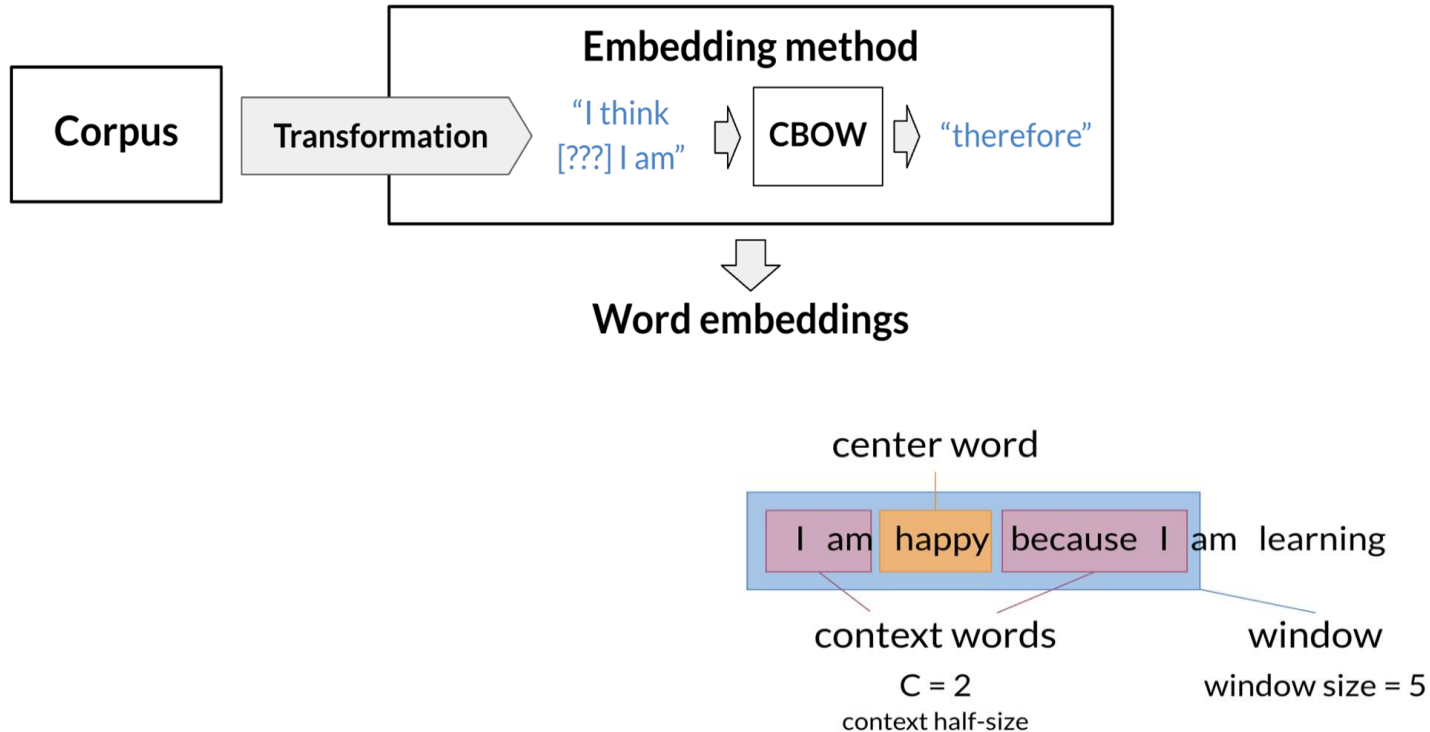 Embedding method
Corpus
Transformation
“I think
[???] I am”
CBOW
“therefore”
Word embeddings
center word
I am happy because I am learning
context words
window
C = 2
window size = 5
context half-size